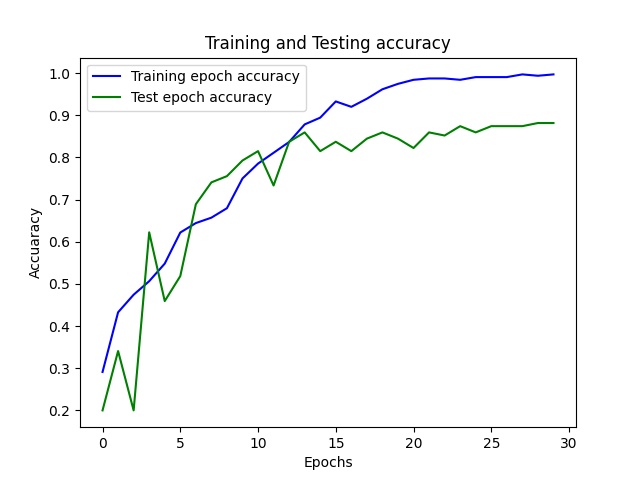 Training and Testing accuracy
Training epoch accuracy
Test epoch accuracy
1.0
0.9
0.8
0.7
0.6
0.5
0.4
0.3
0.2
Accuaracy
0 5 10 15 20 25 30
Epochs